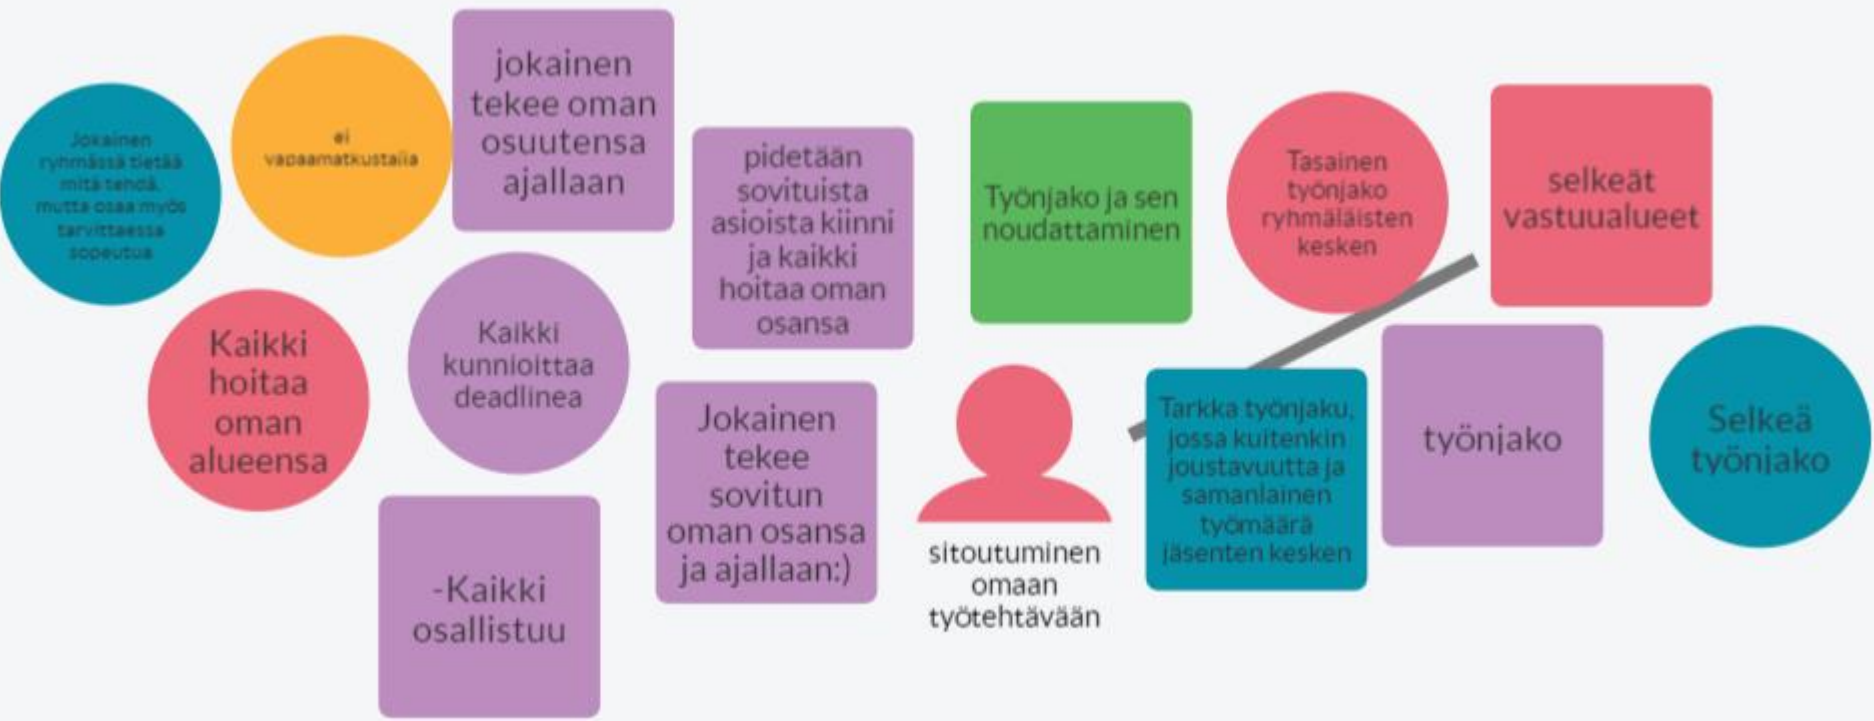 Jokainen
ryhmässä tietää
mitä tehdä,
mutta osaa myös
tarvittaessa
sopeutua
ei
vapaamatkustajia
jokainen
tekee oman
osuutensa
ajallaan
pidetään
sovituista
asioista kiinni
ja kaikki
hoitaa oman
osansa
Työnjako ja sen
noudattaminen
Tasainen
työnjako
ryhmäläisten
kesken
selkeät
vastuualueet
Kaikki
hoitaa
oman
alueensa
Kaikki
kunnioittaa
deadlinea
Jokainen
tekee
sovitun
oman osansa
ja ajallaan:)
sitoutuminen
omaan
työtehtävään
Tarkka työnjaku,
jossa kuitenkin
joustavuutta ja
samanlainen
työmäärä
jäsenten kesken
työnjako
Selkeä
työnjako
-Kaikki
osallistuu